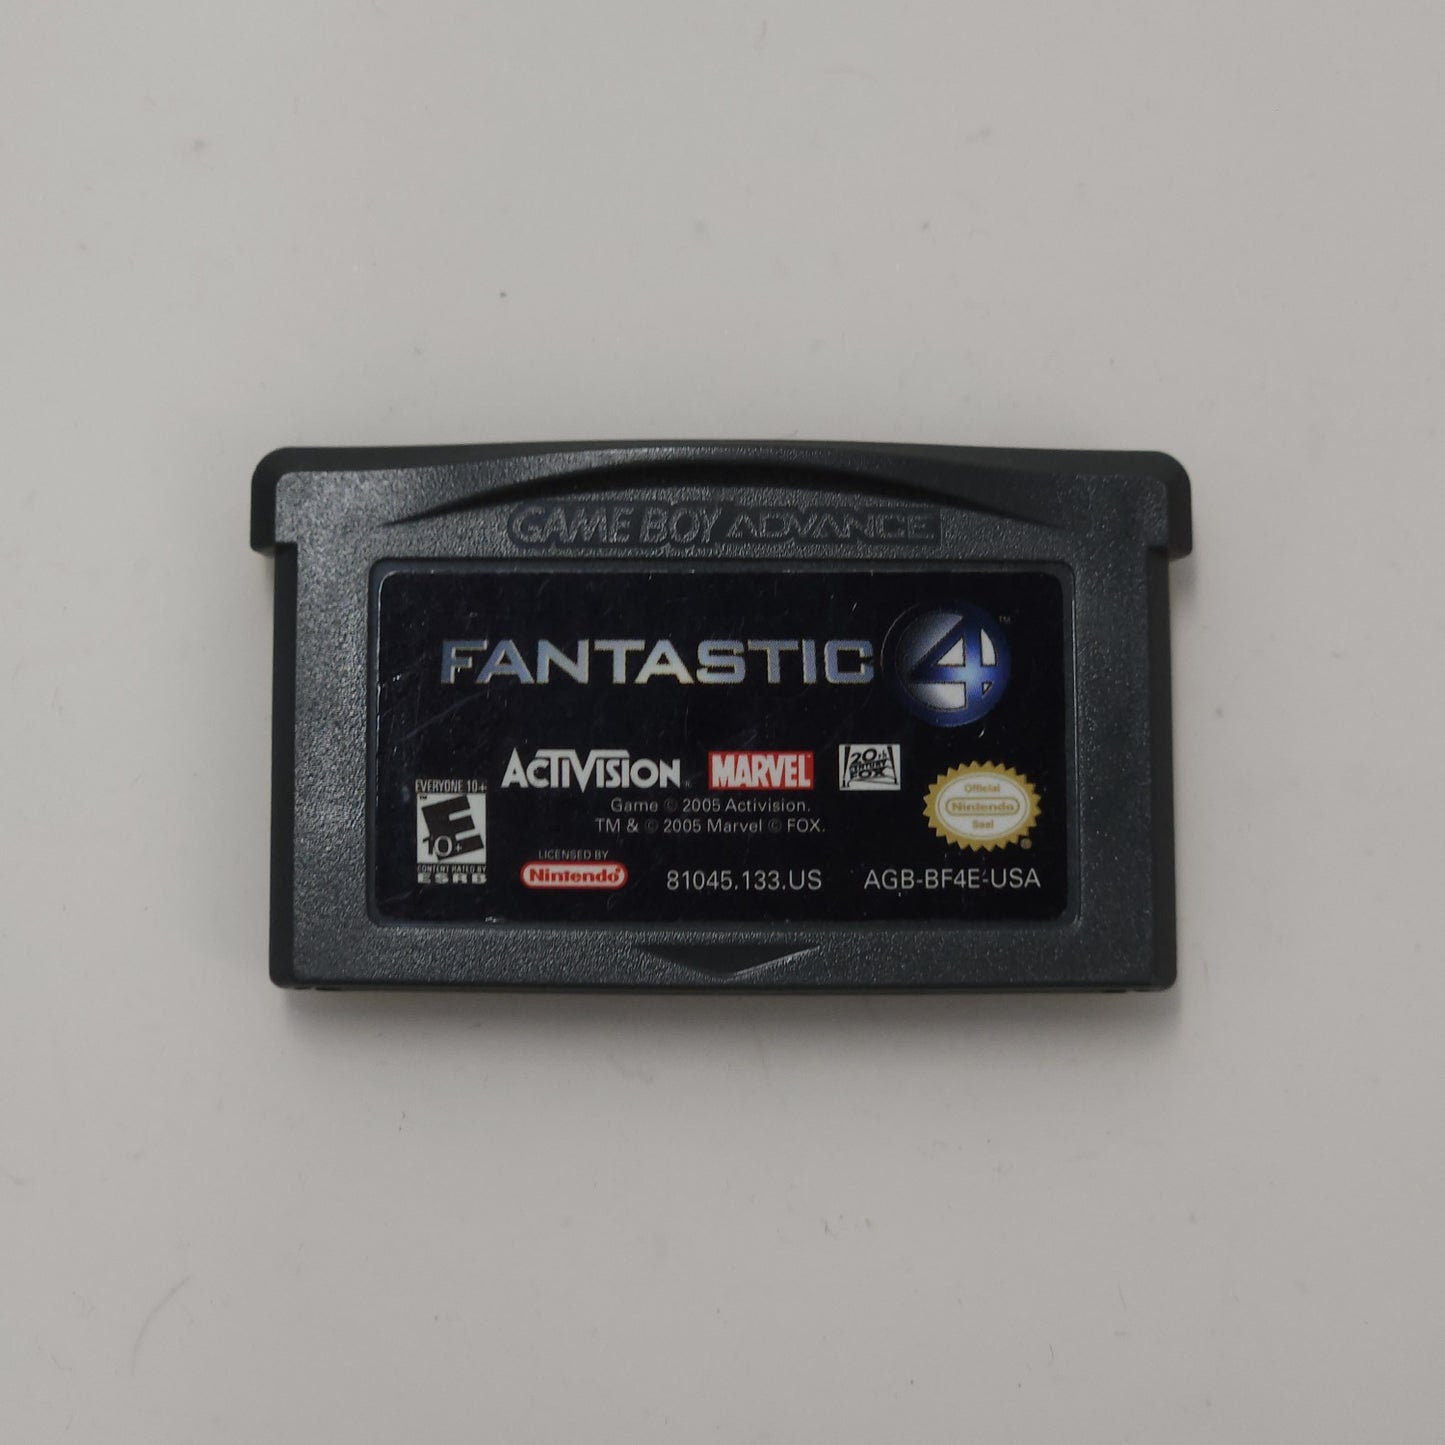 GAME BOY ADVANCE
FANTASTIC 4 ™
ACTIVISION® MARVEL 20th CENTURY FOX
Game © 2005 Activision.
TM & © 2005 Marvel © FOX.
EVERYONE 10+
E
10+
CONTENT RATED BY
ESRB
LICENSED BY
Nintendo®
81045.133.US
AGB-BF4E-USA
Official
Nintendo
Seal
®